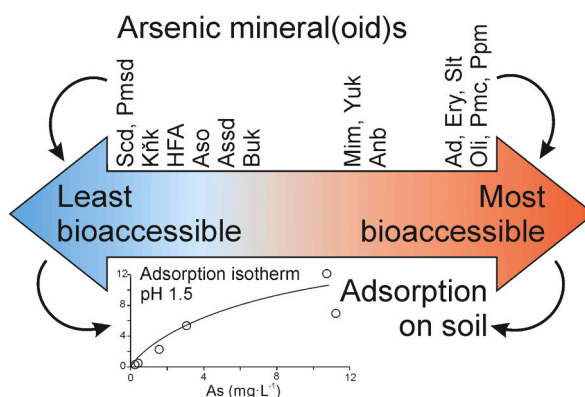 Arsenic mineral(oid)s
Scd, Pmsd
Kňk
HFA
Aso
Assd
Buk
Mim, Yuk
Anb
Ad, Ery, Slt
Oli, Pmc, Ppm
Least
bioaccessible
Most
bioaccessible
Adsorption isotherm
pH 1.5
12
8
4
0
0
4
8
12
As (mg·L⁻¹)
Adsorption
on soil